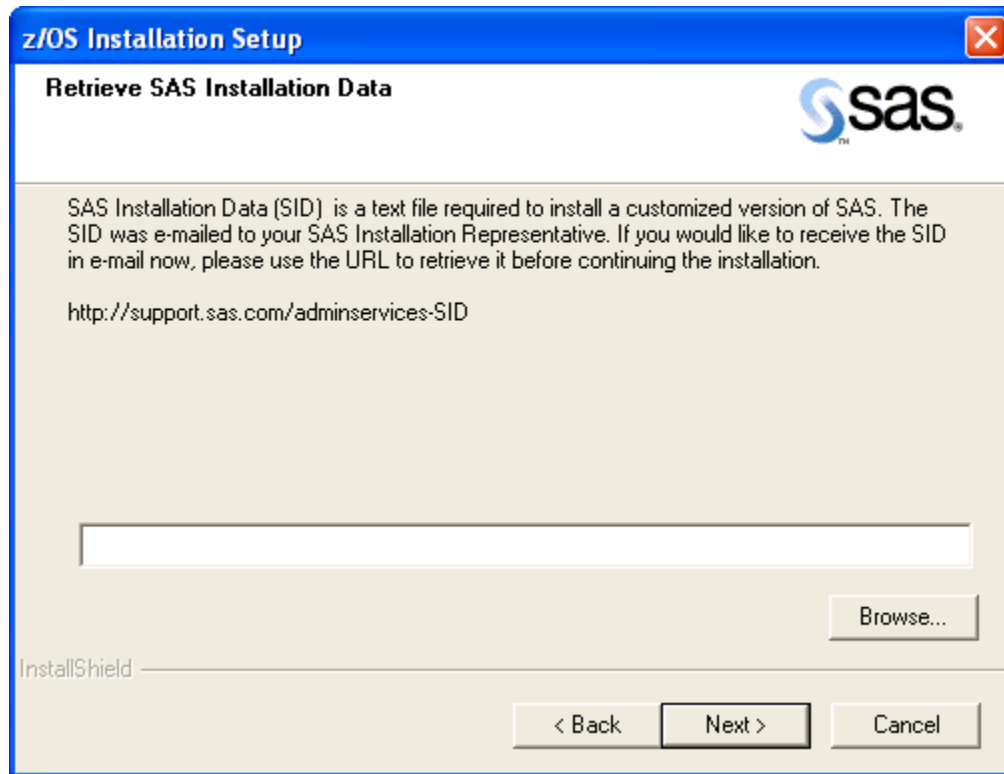 z/OS Installation Setup
Retrieve SAS Installation Data
sas.
TM
SAS Installation Data (SID) is a text file required to install a customized version of SAS. The
SID was e-mailed to your SAS Installation Representative. If you would like to receive the SID
in e-mail now, please use the URL to retrieve it before continuing the installation.
http://support.sas.com/adminservices-SID
Browse...
InstallShield
< Back
Next >
Cancel